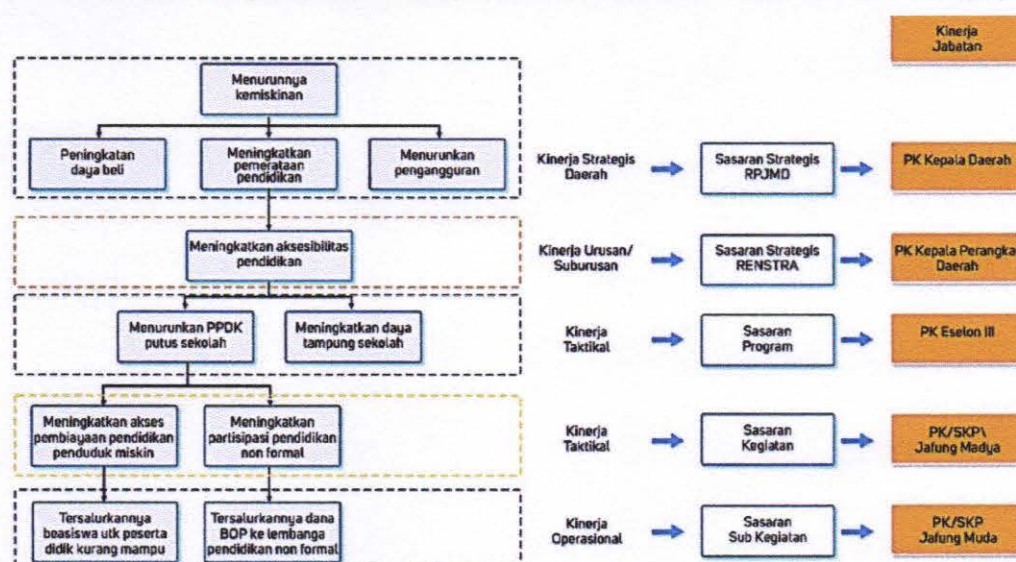 Kinerja
Jabatan
Menurunnya
kemiskinan
Peningkatan
daya beli
Meningkatkan
pemerataan
pendidikan
Menurunkan
pengangguran
Kinerja Strategis
Daerah
Sasaran Strategis
RPJMD
PK Kepala Daerah
Meningkatkan aksesibilitas
pendidikan
Kinerja Urusan/
Suburusan
Sasaran Strategis
RENSTRA
PK Kepala Perangka
Daerah
Menurunkan PPDK
putus sekolah
Meningkatkan daya
tampung sekolah
Kinerja
Taktikal
Sasaran
Program
PK Eselon III
Meningkatkan akses
pembiayaan pendidikan
penduduk miskin
Meningkatkan
partisipasi pendidikan
non formal
Kinerja
Taktikal
Sasaran
Kegiatan
PK/SKP\
Jafung Madya
Tersalurkannya
beasiswa utk peserta
didik kurang mampu
Tersalurkannya dana
BOP ke lembanga
pendidikan non formal
Kinerja
Operasional
Sasaran
Sub Kegiatan
PK/SKP
Jafung Muda